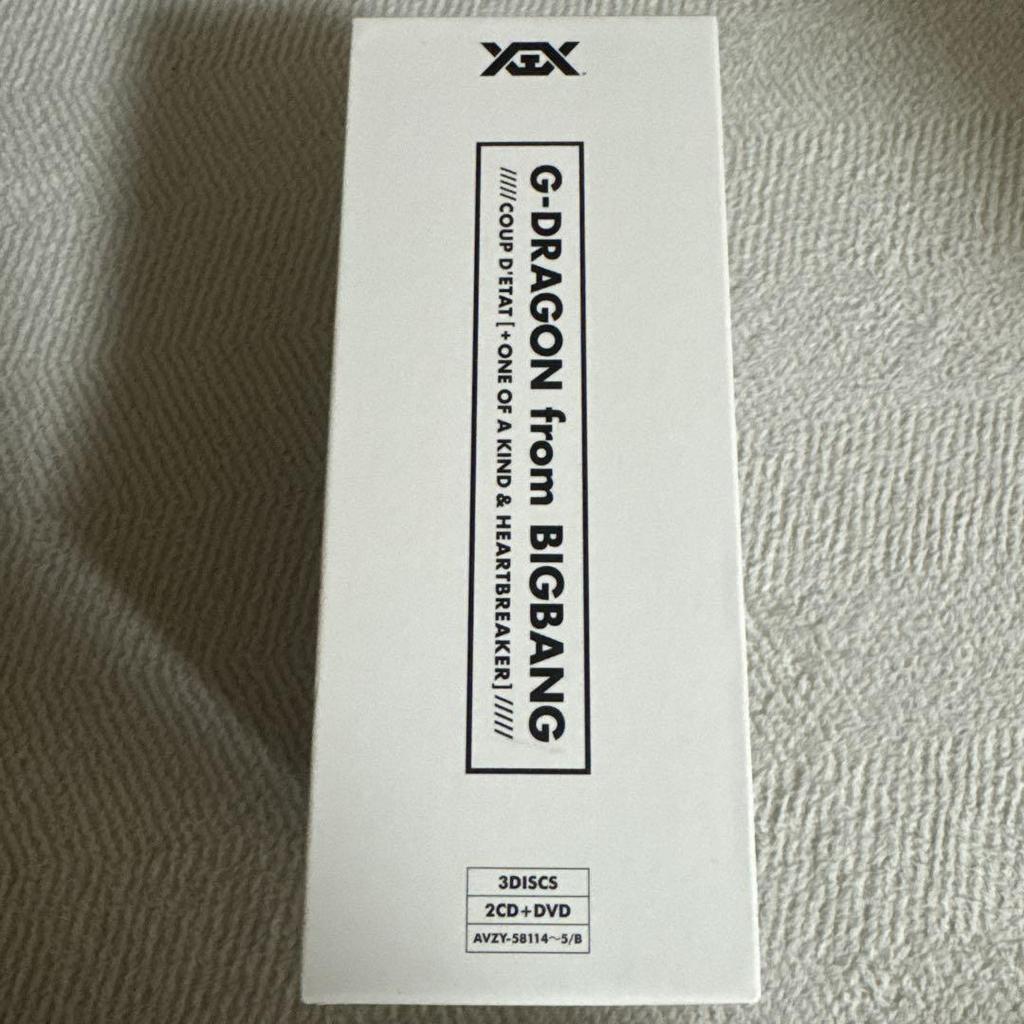 YGEX
G-DRAGON from BIGBANG
/////COUP D'ETAT [+ONE OF A KIND & HEARTBREAKER] /////
3DISCS
2CD+DVD
AVZY-58114～5/B